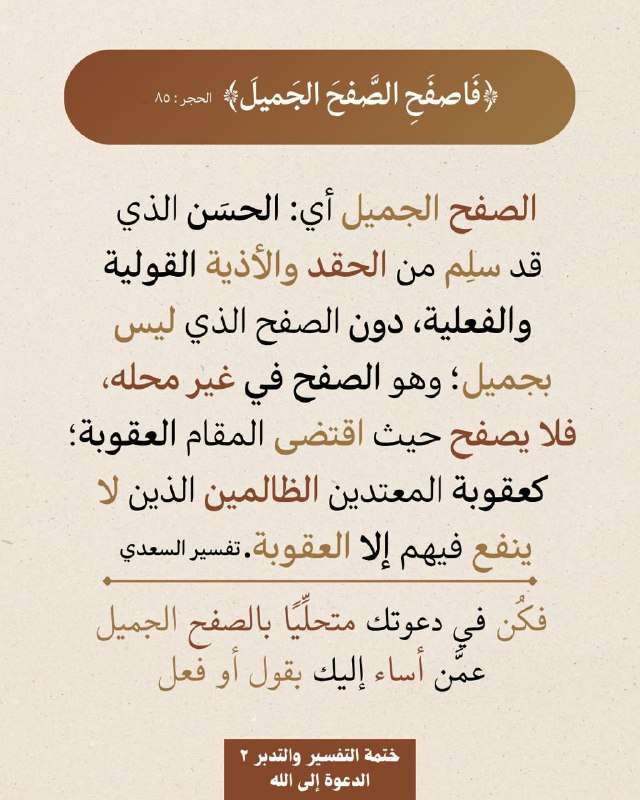 ﴿فَاصفَحِ الصَّفحَ الجَميلَ﴾ الحجر: ٨٥
الصفح الجميل أي: الحسَن الذي
قد سلِم من الحقد والأذية القولية
والفعلية، دون الصفح الذي ليس
بجميل؛ وهو الصفح في غير محله،
فلا يصفح حيث اقتضى المقام العقوبة؛
كعقوبة المعتدين الظالمين الذين لا
ينفع فيهم إلا العقوبة. تفسير السعدي
فكُن في دعوتك متحلِّيًا بالصفح الجميل
عمَّن أساء إليك بقول أو فعل
ختمة التفسير والتدبر ٢
الدعوة إلى الله